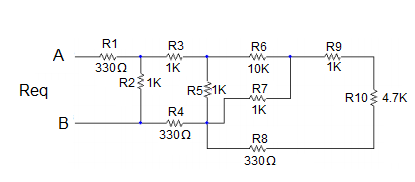 R1 R3 R6 R9
A
330Ω 1K 10K 1K
R2 1K R5 1K R7
Req 1K R10 4.7K
R4
B
330Ω R8
330Ω